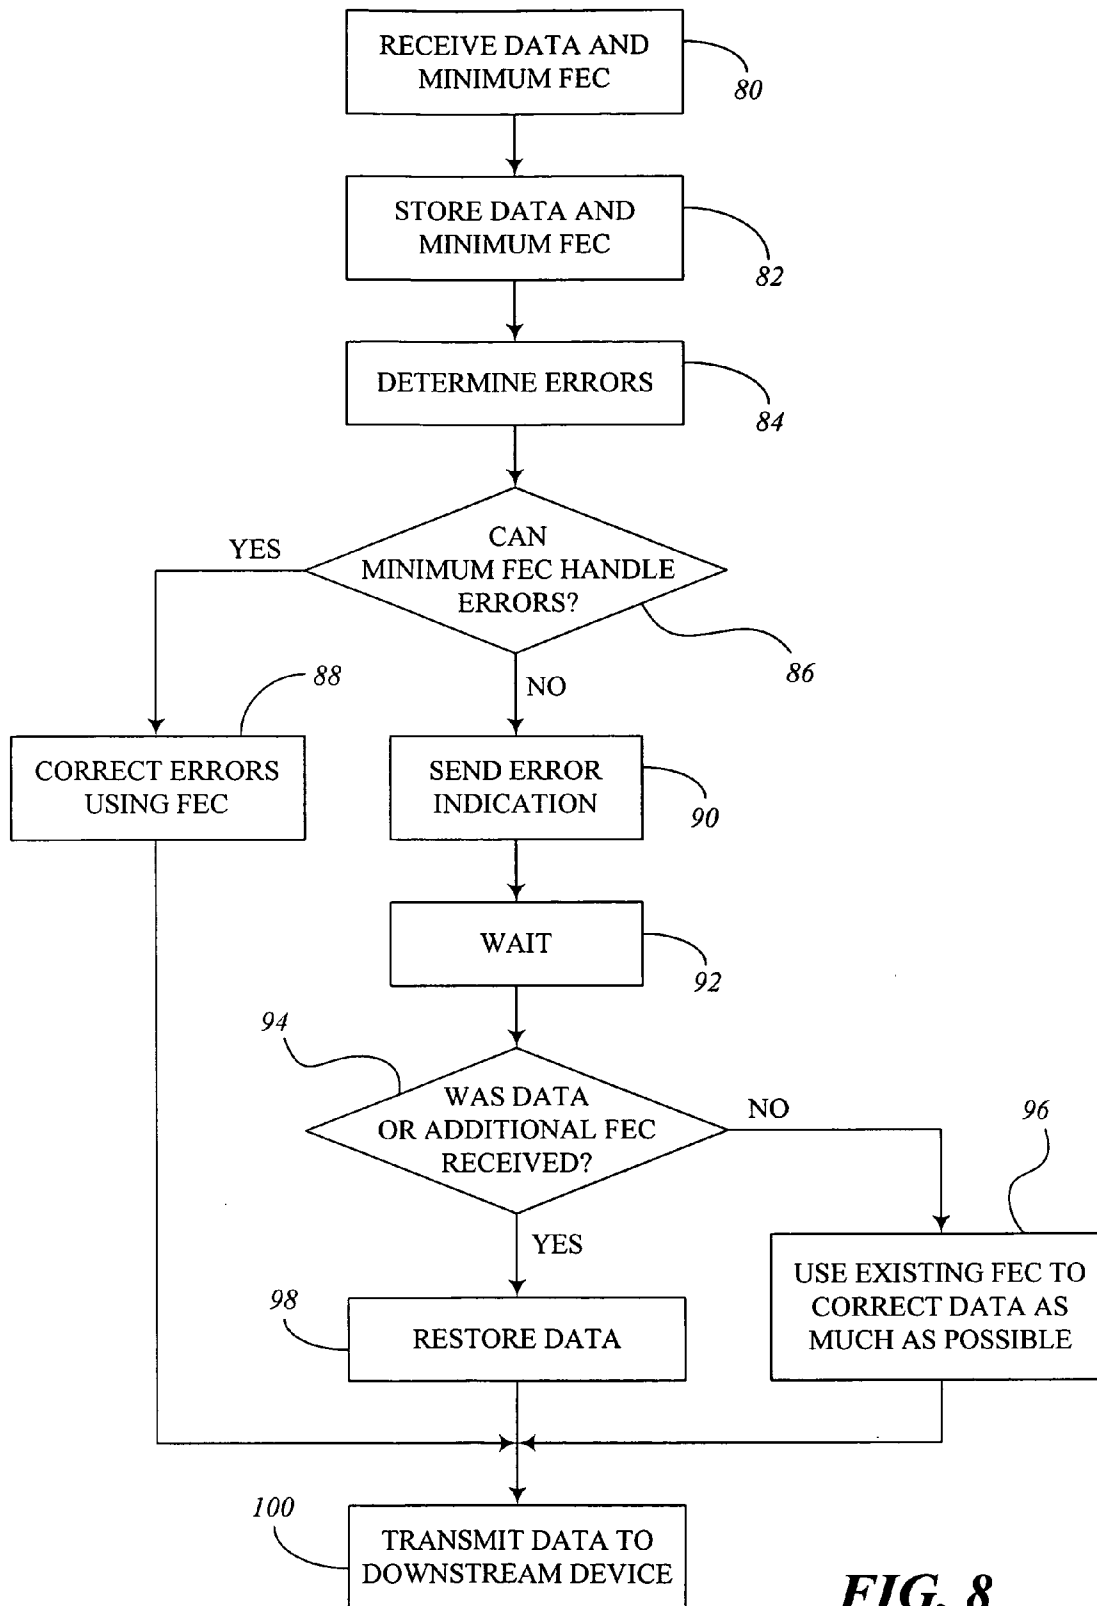 RECEIVE DATA AND
MINIMUM FEC
80
STORE DATA AND
MINIMUM FEC
82
DETERMINE ERRORS
84
CAN
MINIMUM FEC HANDLE
ERRORS?
86
YES
NO
88
CORRECT ERRORS
USING FEC
SEND ERROR
INDICATION
90
WAIT
92
94
WAS DATA
OR ADDITIONAL FEC
RECEIVED?
NO
96
YES
USE EXISTING FEC TO
CORRECT DATA AS
MUCH AS POSSIBLE
98
RESTORE DATA
100
TRANSMIT DATA TO
DOWNSTREAM DEVICE
FIG. 8